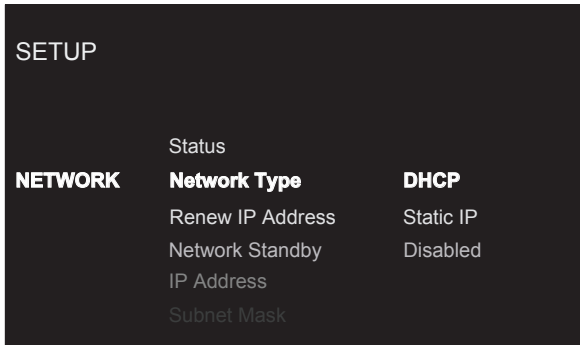 SETUP
Status
NETWORK Network Type DHCP
Renew IP Address Static IP
Network Standby Disabled
IP Address
Subnet Mask